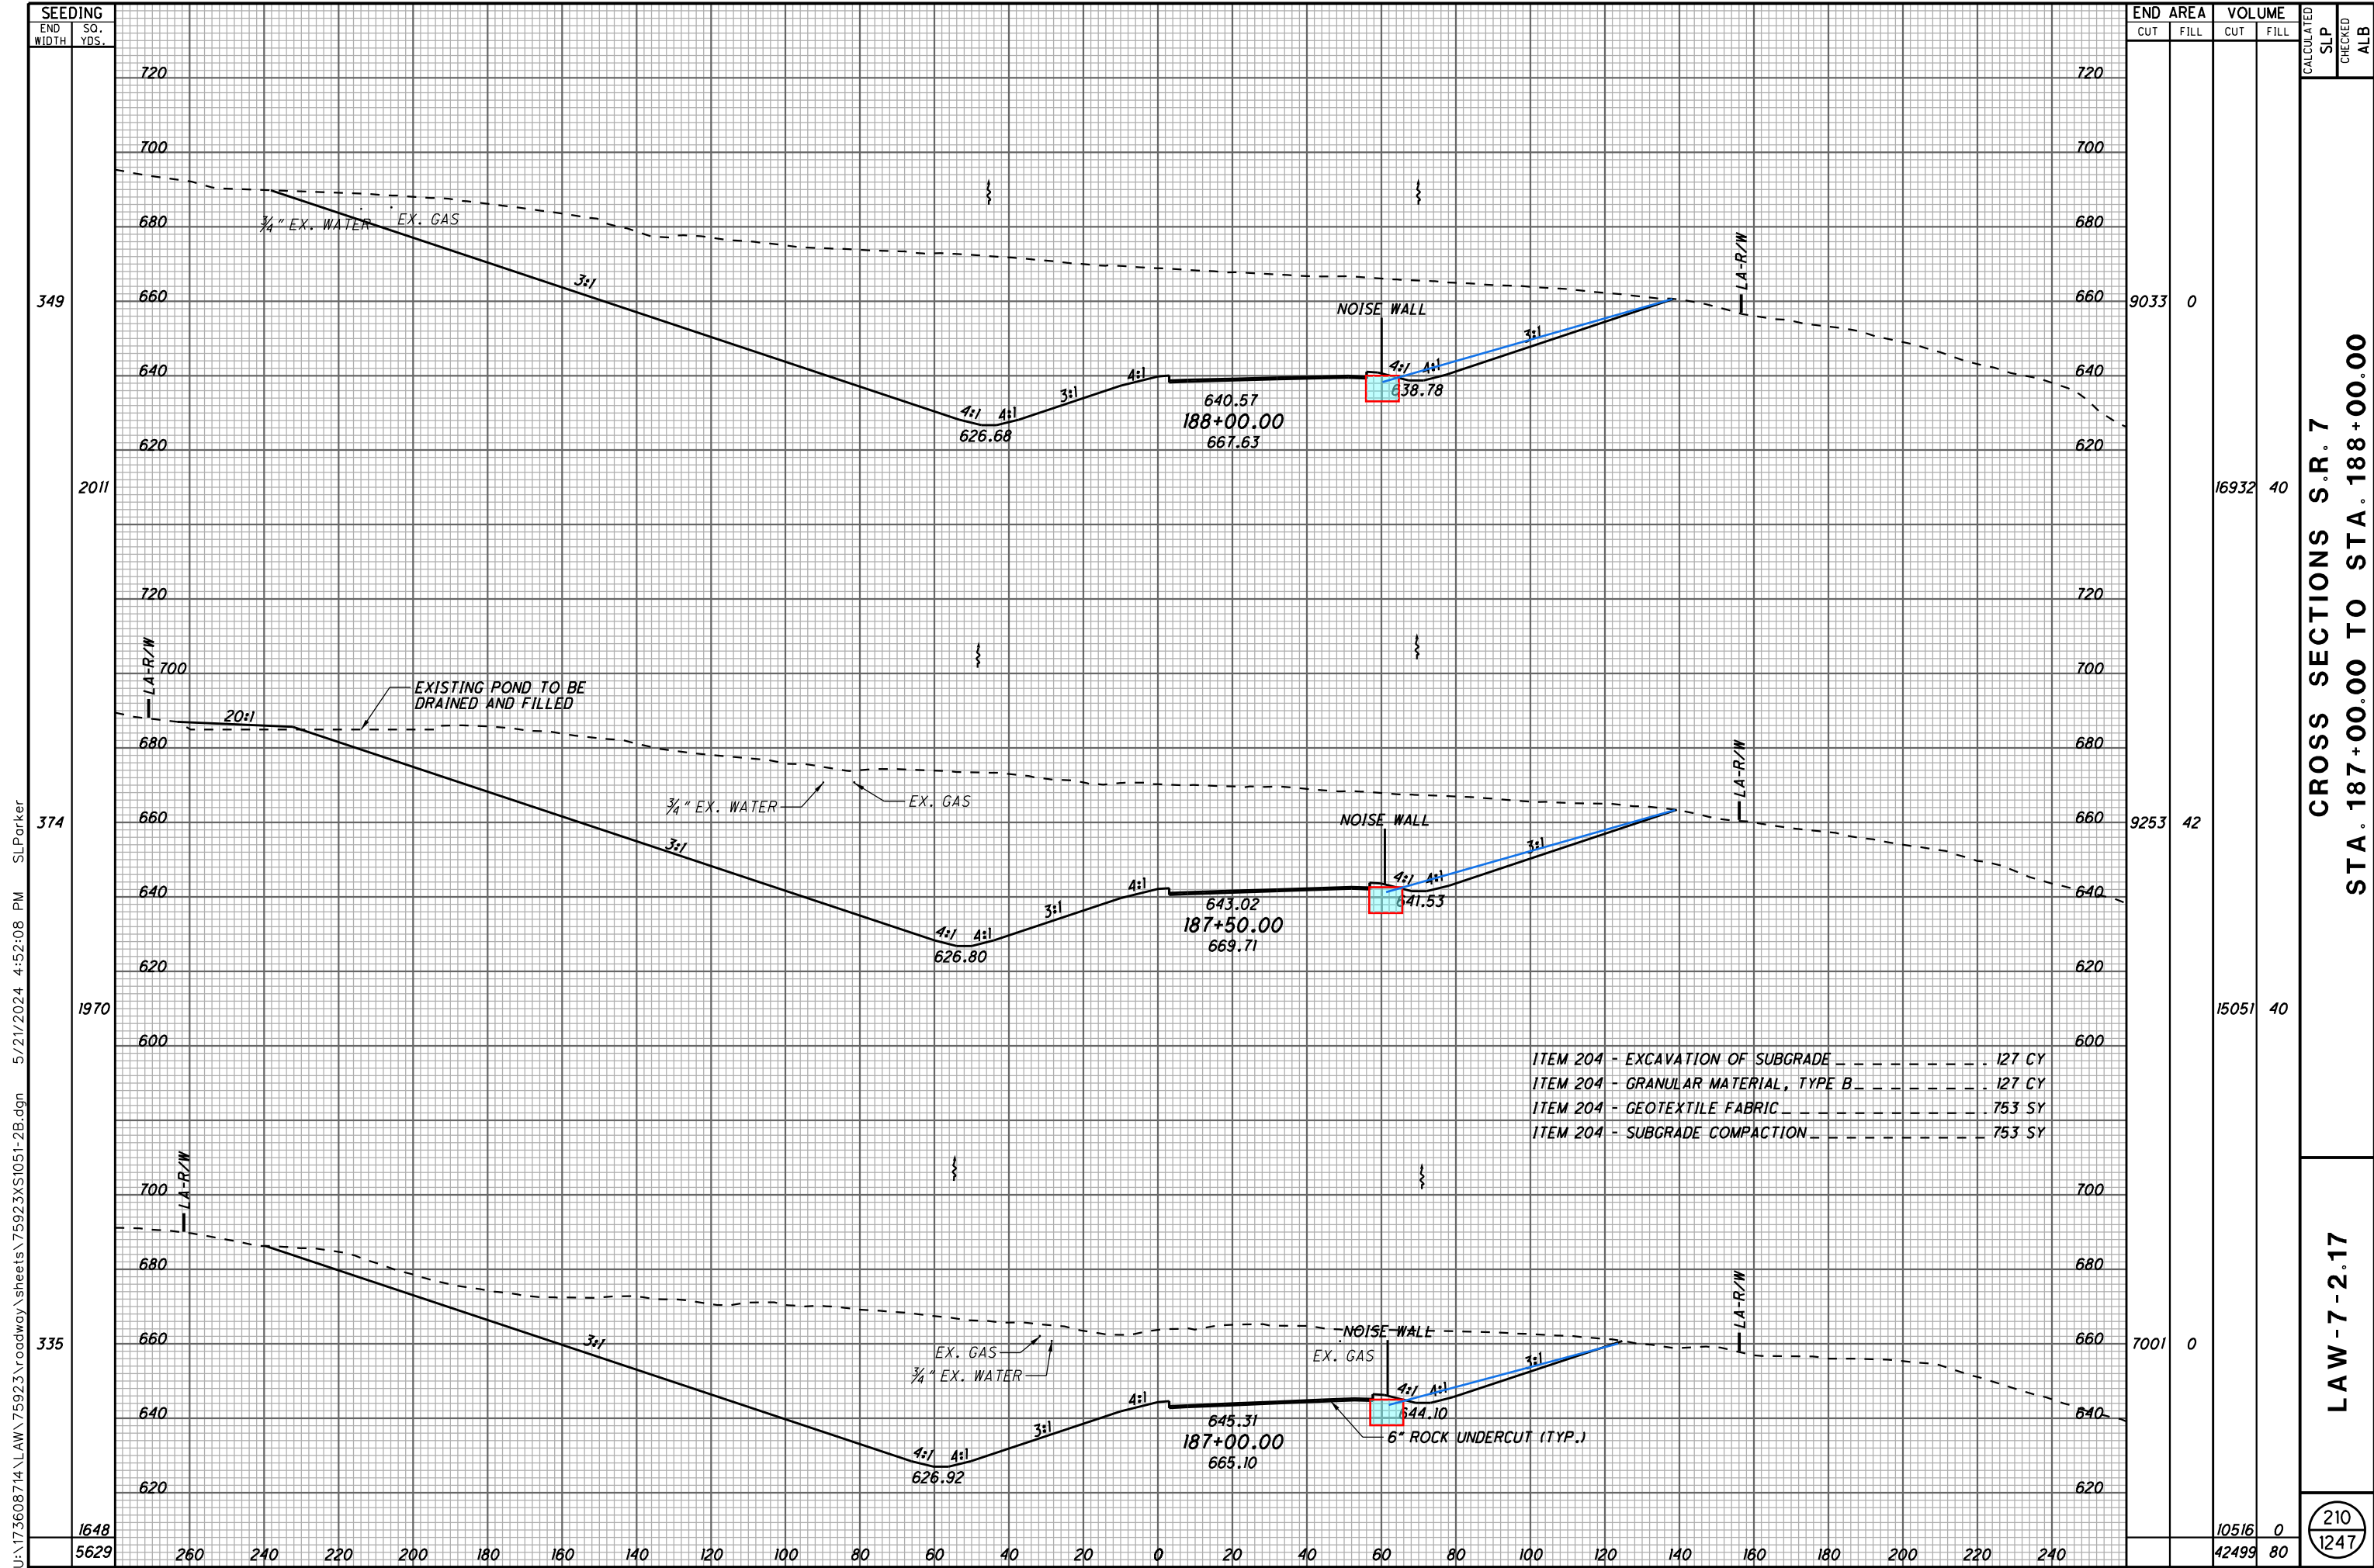 SEEDING
END WIDTH
SQ. YDS.
END AREA
VOLUME
CUT
FILL
CUT
FILL
CALCULATED
SLP
CHECKED
ALB
720
720
700
700
680
¾" EX. WATER
EX. GAS
680
LA-R/W
349
660
3:1
NOISE WALL
3:1
660
9033
0
640
4:1
3:1
4:1
4:1
4:1
4:1
640
640.57
638.78
188+00.00
626.68
667.63
620
620
2011
16932
40
720
720
LA-R/W
700
700
EXISTING POND TO BE
DRAINED AND FILLED
20:1
680
680
LA-R/W
¾" EX. WATER
EX. GAS
374
660
3:1
NOISE WALL
3:1
660
9253
42
640
4:1
4:1
3:1
4:1
4:1
4:1
640
643.02
641.53
187+50.00
626.80
669.71
620
620
1970
15051
40
600
600
ITEM 204 - EXCAVATION OF SUBGRADE 127 CY
ITEM 204 - GRANULAR MATERIAL, TYPE B 127 CY
ITEM 204 - GEOTEXTILE FABRIC 753 SY
ITEM 204 - SUBGRADE COMPACTION 753 SY
LA-R/W
700
700
680
680
LA-R/W
335
660
3:1
EX. GAS
¾" EX. WATER
NOISE WALL
EX. GAS
3:1
660
7001
0
640
4:1
4:1
3:1
4:1
4:1
4:1
640
645.31
644.10
187+00.00
6" ROCK UNDERCUT (TYP.)
626.92
665.10
620
620
1648
10516
0
5629
42499
80
260 240 220 200 180 160 140 120 100 80 60 40 20 0 20 40 60 80 100 120 140 160 180 200 220 240
CROSS SECTIONS S.R. 7
STA. 187+00.00 TO STA. 188+00.00
LAW-7-2.17
210
1247
U:\173608714\LAW\75923\roadway\sheets\75923XS1051-2B.dgn 5/21/2024 4:52:08 PM SLParker